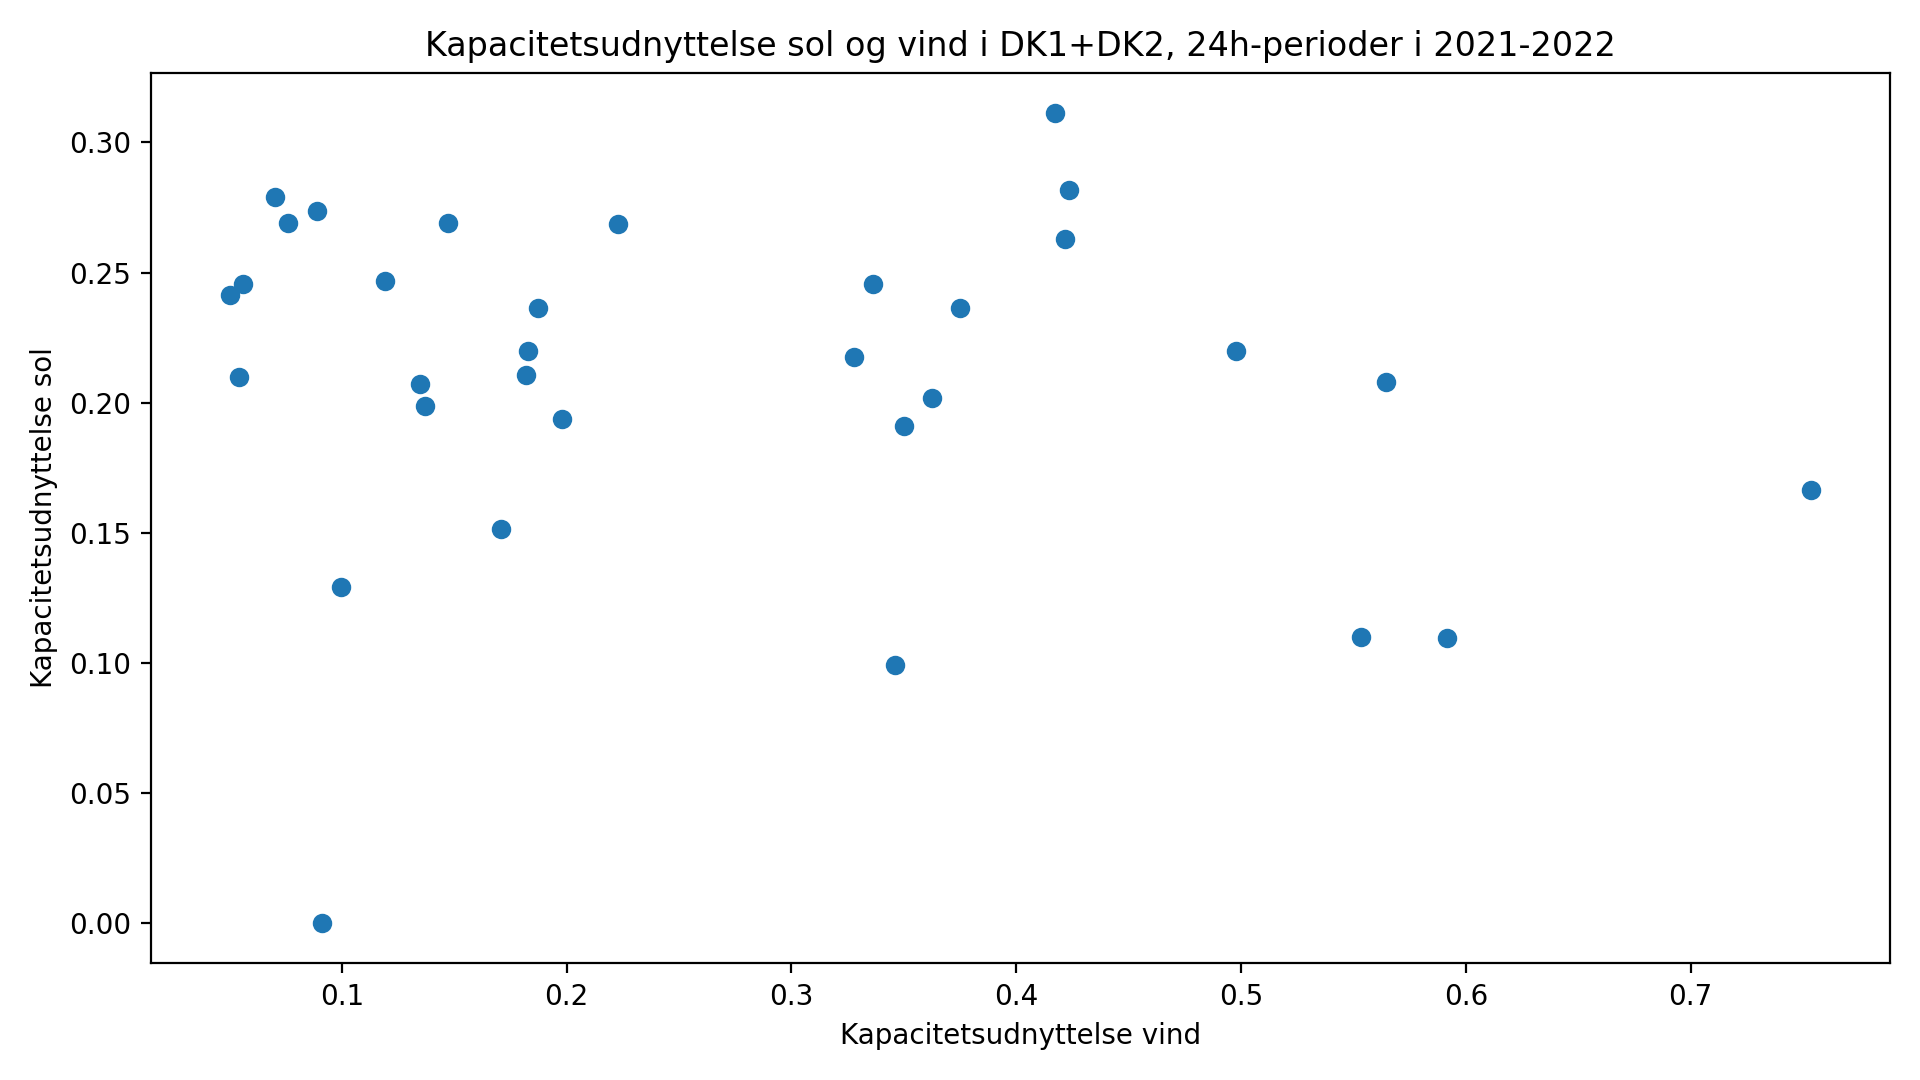 Kapacitetsudnyttelse sol og vind i DK1+DK2, 24h-perioder i 2021-2022
Kapacitetsudnyttelse sol
0.30
0.25
0.20
0.15
0.10
0.05
0.00
0.1 0.2 0.3 0.4 0.5 0.6 0.7
Kapacitetsudnyttelse vind